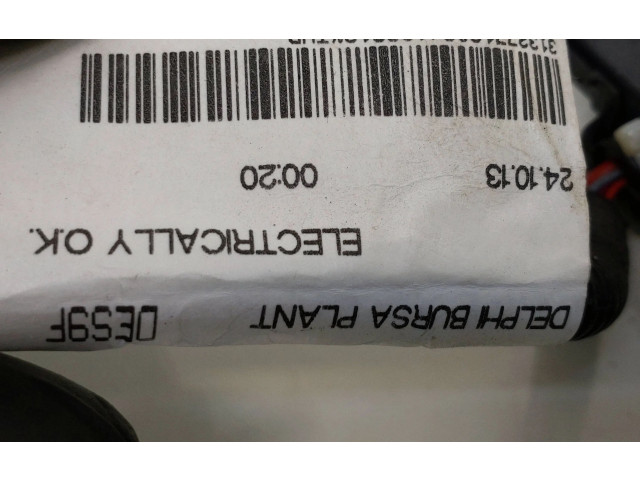 DELPHI BURSA PLANT DES9F
ELECTRICALLY O.K.
24.10.13 00:20